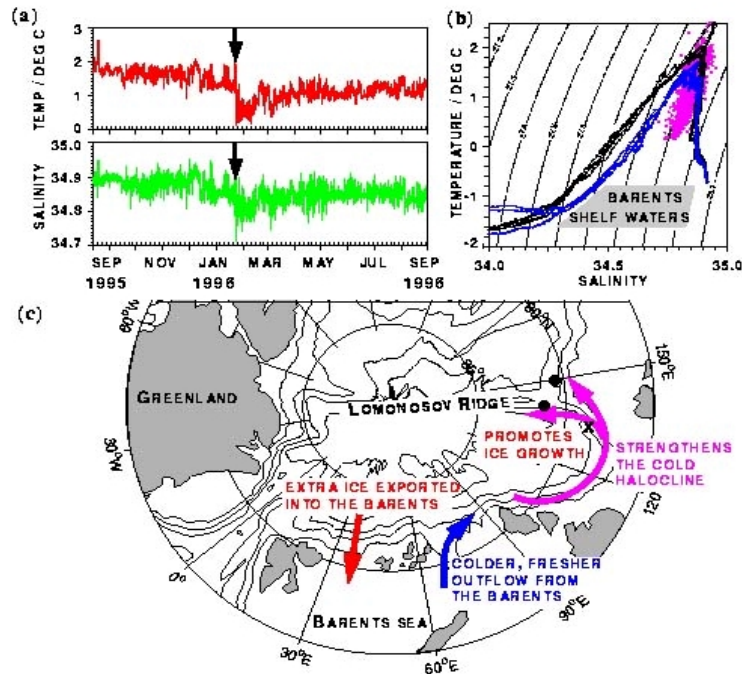 (a)
TEMP / DEG C
3
2
1
0
SALINITY
35.0
34.9
34.8
34.7
SEP NOV JAN MAR MAY JUL SEP
1995 1996 1996
(b)
TEMPERATURE / DEG C
2
1
0
-1
-2
BARENTS
SHELF WATERS
34.0 34.5 35.0
SALINITY
(c)
60°W
80°N
85°
150°E
GREENLAND
LOMONOSOV RIDGE
30°W
PROMOTES
ICE GROWTH
X
STRENGTHENS
THE COLD
HALOCLINE
EXTRA ICE EXPORTED
INTO THE BARENTS
120
COLDER, FRESHER
OUTFLOW FROM
THE BARENTS
0°
90°E
BARENTS SEA
30°E
60°E